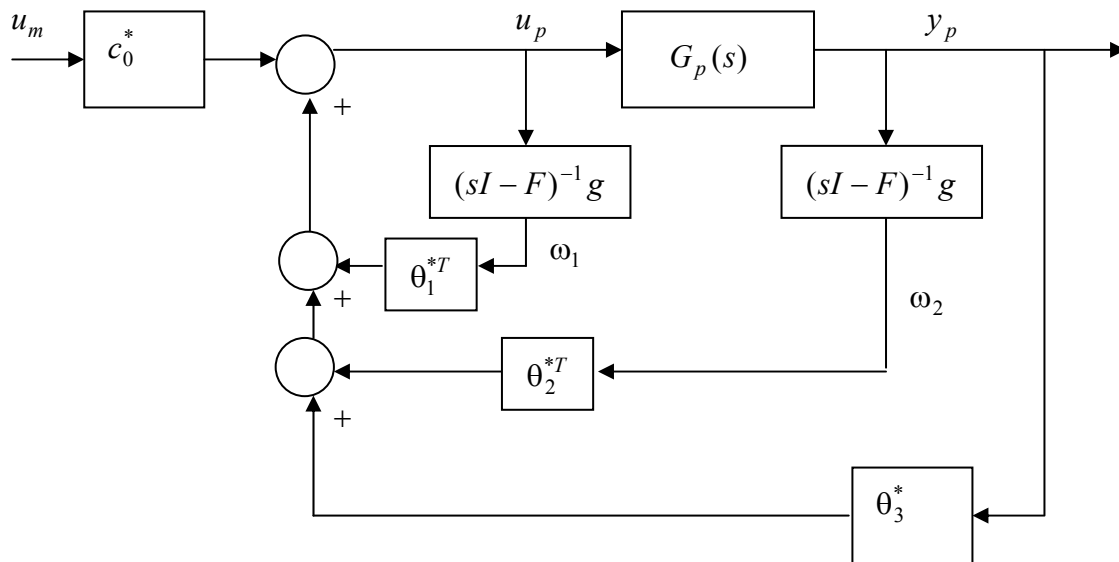 u_m
c_0^*
u_p
G_p(s)
y_p
+
(sI − F)^{-1} g
(sI − F)^{-1} g
ω_1
θ_1^{*T}
+
ω_2
θ_2^{*T}
+
θ_3^*